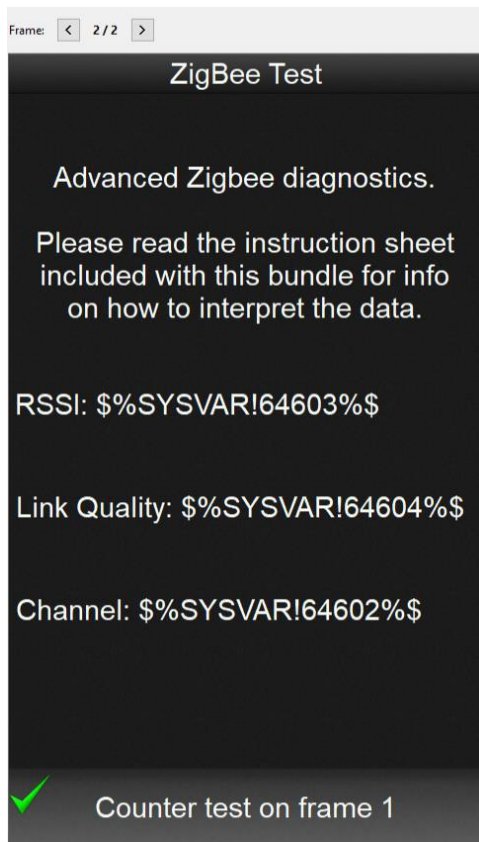 Frame: < 2 / 2 >
ZigBee Test
Advanced Zigbee diagnostics.
Please read the instruction sheet
included with this bundle for info
on how to interpret the data.
RSSI: $%SYSVAR!64603%$
Link Quality: $%SYSVAR!64604%$
Channel: $%SYSVAR!64602%$
Counter test on frame 1